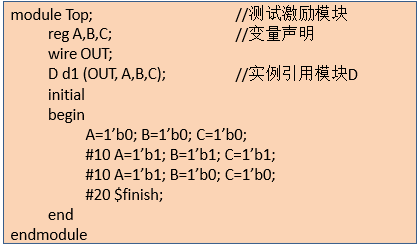 module Top; //测试激励模块
reg A,B,C; //变量声明
wire OUT;
D d1 (OUT, A,B,C); //实例引用模块D
initial
begin
A=1’b0; B=1’b0; C=1’b0;
#10 A=1’b1; B=1’b1; C=1’b1;
#10 A=1’b1; B=1’b0; C=1’b0;
#20 $finish;
end
endmodule